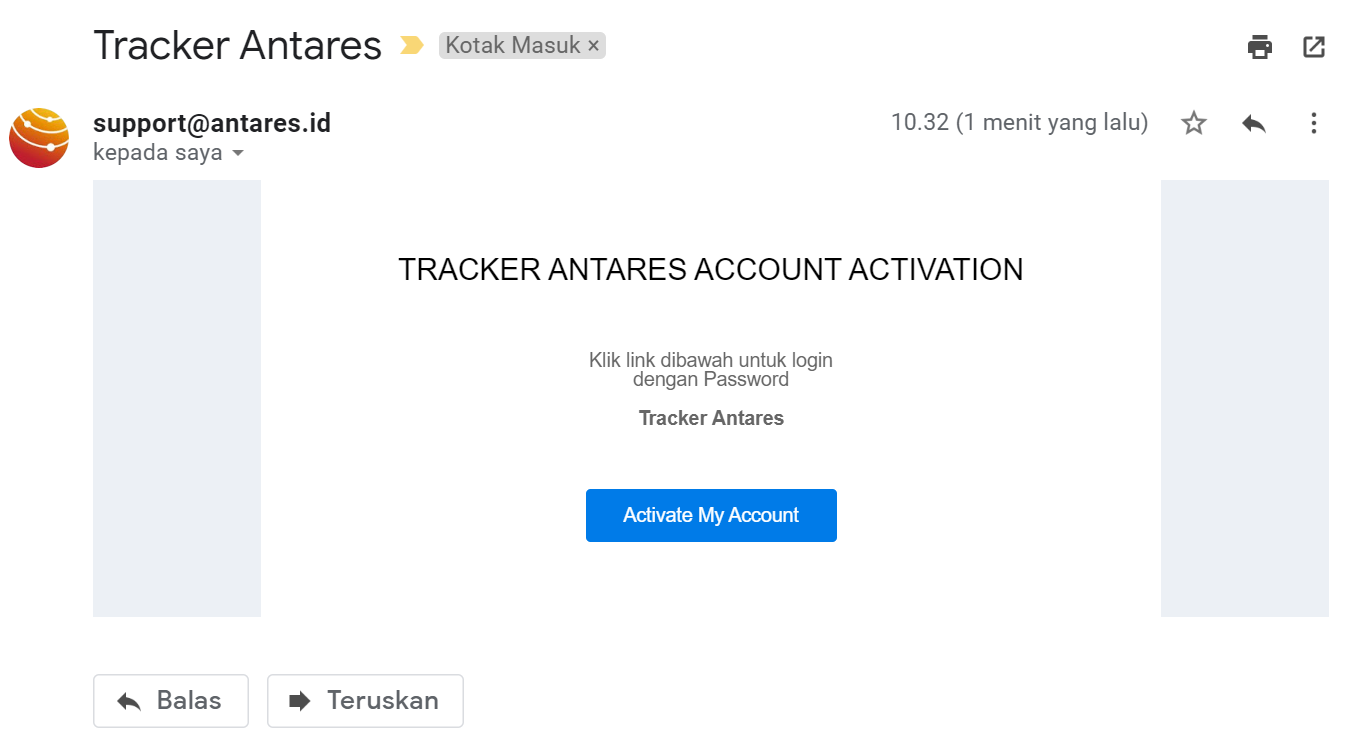 Tracker Antares Kotak Masuk ×
support@antares.id 10.32 (1 menit yang lalu)
kepada saya
TRACKER ANTARES ACCOUNT ACTIVATION
Klik link dibawah untuk login
dengan Password
Tracker Antares
Activate My Account
Balas Teruskan